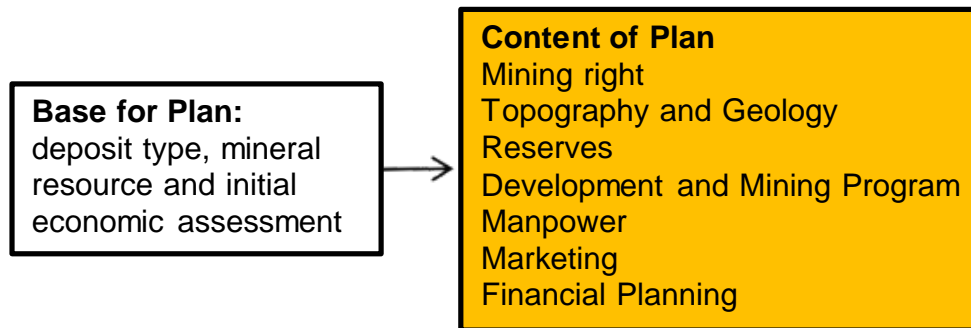 Base for Plan:
deposit type, mineral
resource and initial
economic assessment
Content of Plan
Mining right
Topography and Geology
Reserves
Development and Mining Program
Manpower
Marketing
Financial Planning